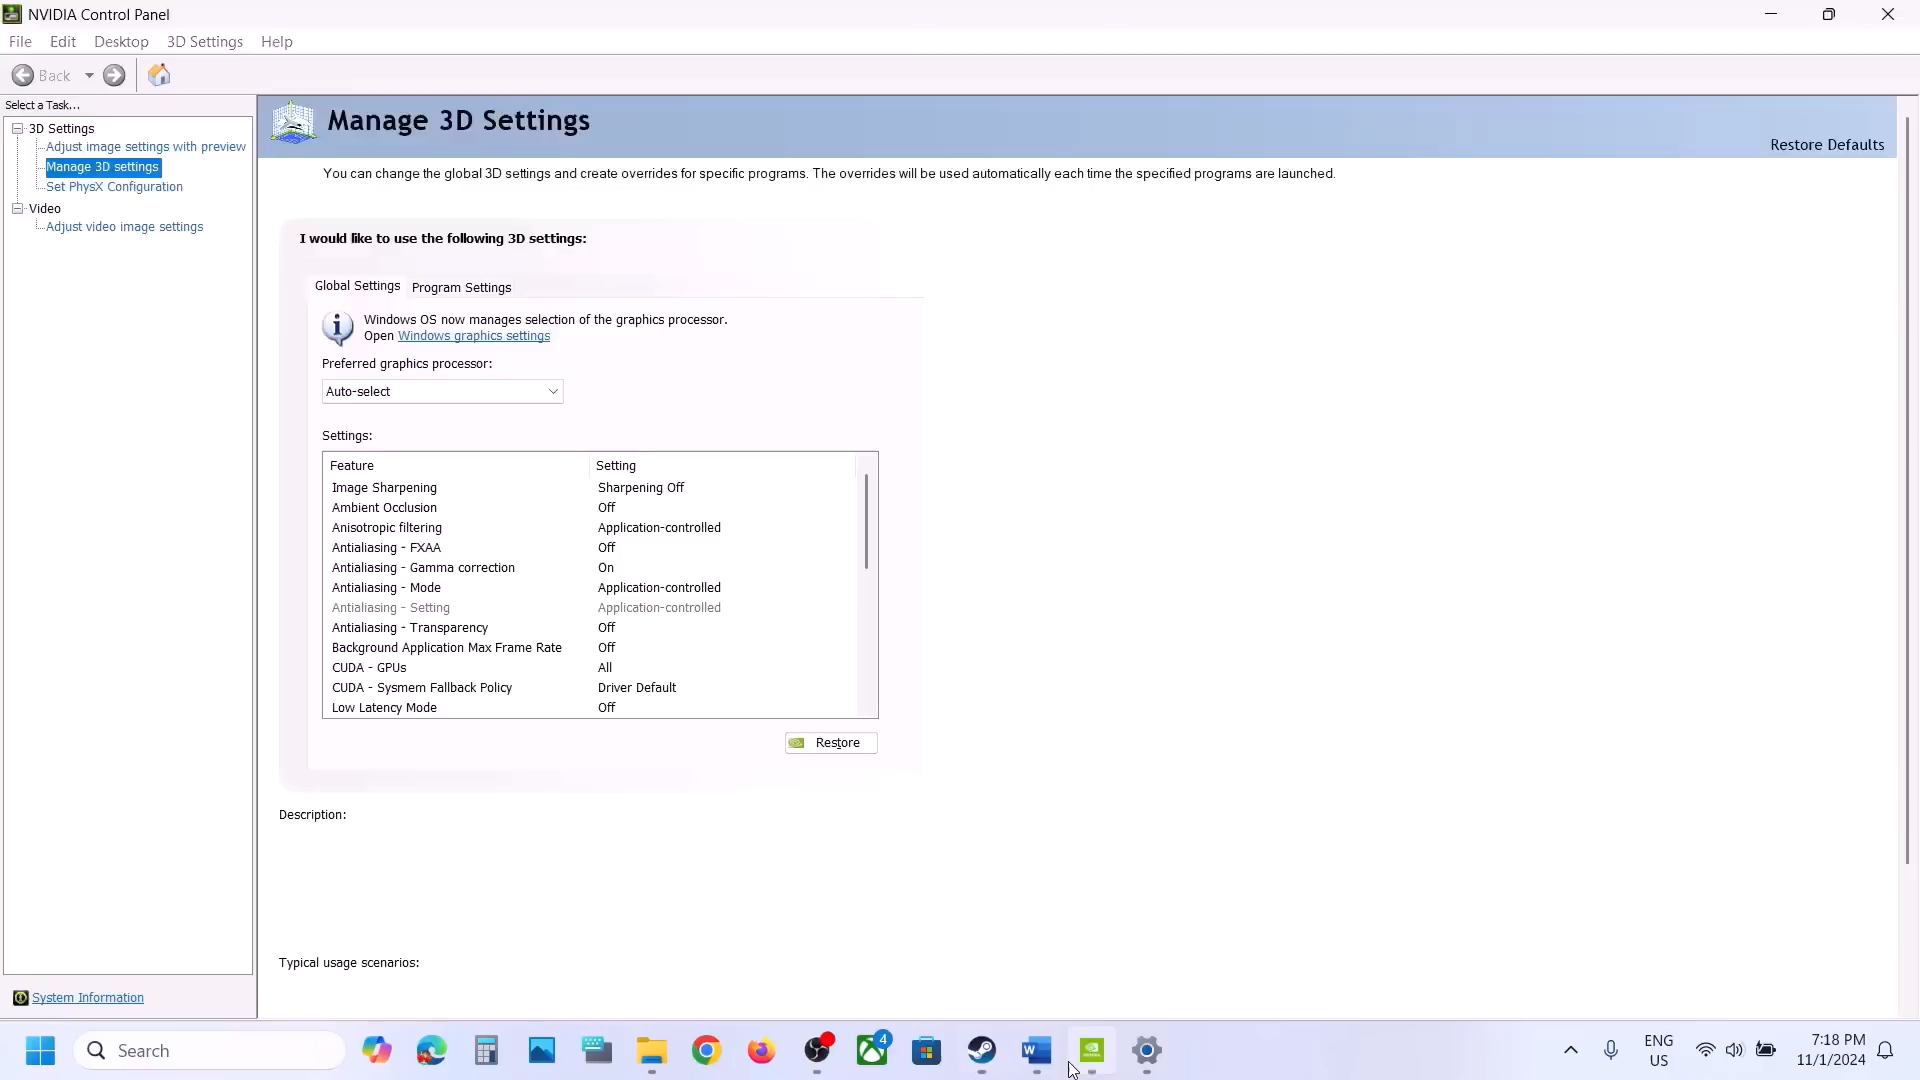 NVIDIA Control Panel
File Edit Desktop 3D Settings Help
Back
Select a Task...
3D Settings
Adjust image settings with preview
Manage 3D settings
Set PhysX Configuration
Video
Adjust video image settings
System Information
Manage 3D Settings
Restore Defaults
You can change the global 3D settings and create overrides for specific programs. The overrides will be used automatically each time the specified programs are launched.
I would like to use the following 3D settings:
Global Settings Program Settings
Windows OS now manages selection of the graphics processor.
Open Windows graphics settings
Preferred graphics processor:
Auto-select
Settings:
Feature Setting
Image Sharpening Sharpening Off
Ambient Occlusion Off
Anisotropic filtering Application-controlled
Antialiasing - FXAA Off
Antialiasing - Gamma correction On
Antialiasing - Mode Application-controlled
Antialiasing - Setting Application-controlled
Antialiasing - Transparency Off
Background Application Max Frame Rate Off
CUDA - GPUs All
CUDA - Sysmem Fallback Policy Driver Default
Low Latency Mode Off
Restore
Description:
Typical usage scenarios:
Search
4
ENG
US
7:18 PM
11/1/2024